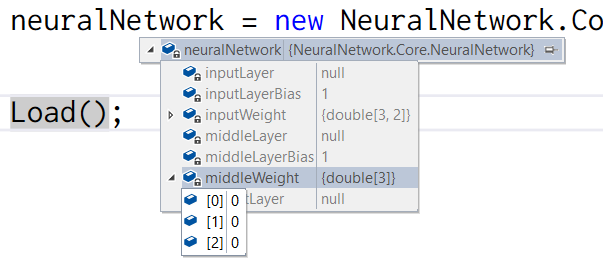 neuralNetwork = new NeuralNetwork.Co
neuralNetwork {NeuralNetwork.Core.NeuralNetwork}
inputLayer null
inputLayerBias 1
Load(); inputWeight {double[3, 2]}
middleLayer null
middleLayerBias 1
middleWeight {double[3]}
[0] 0 tLayer null
[1] 0
[2] 0